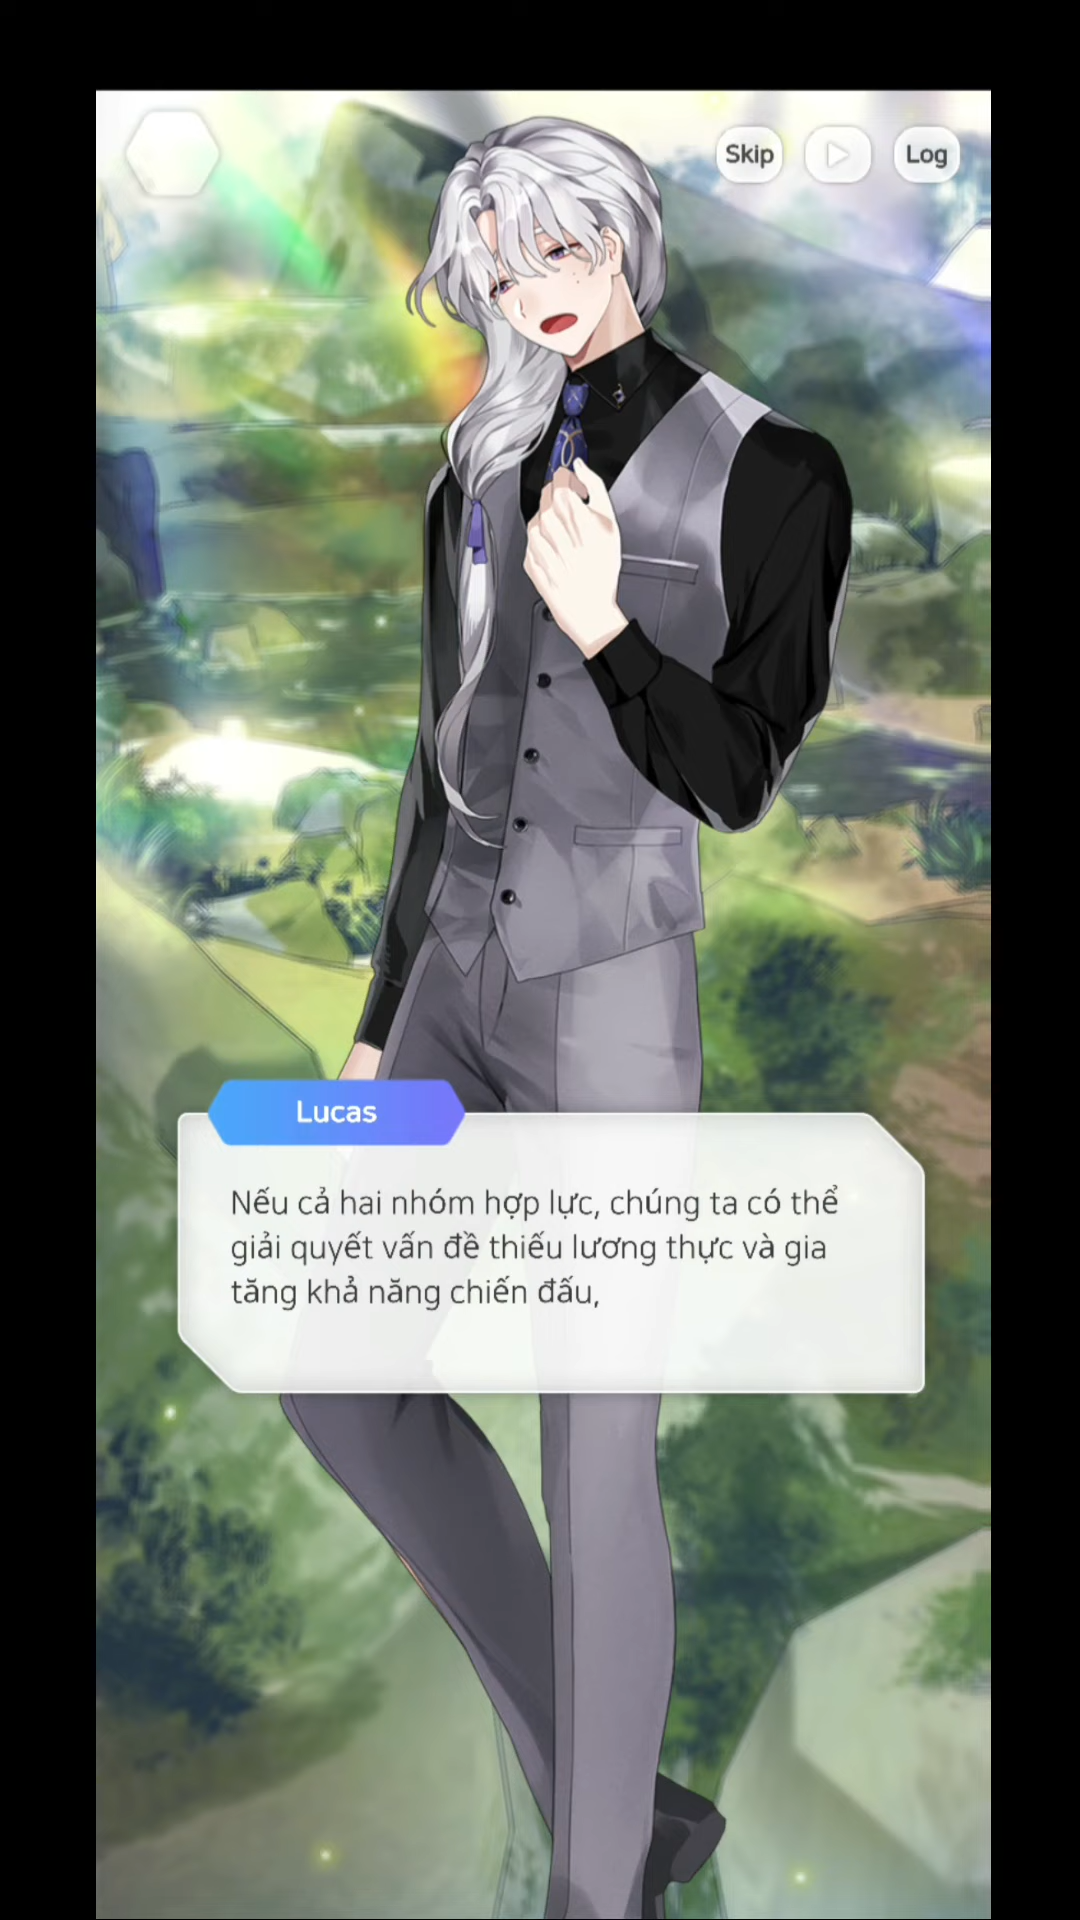 Skip
Log
Lucas
Nếu cả hai nhóm hợp lực, chúng ta có thể
giải quyết vấn đề thiếu lương thực và gia
tăng khả năng chiến đấu,